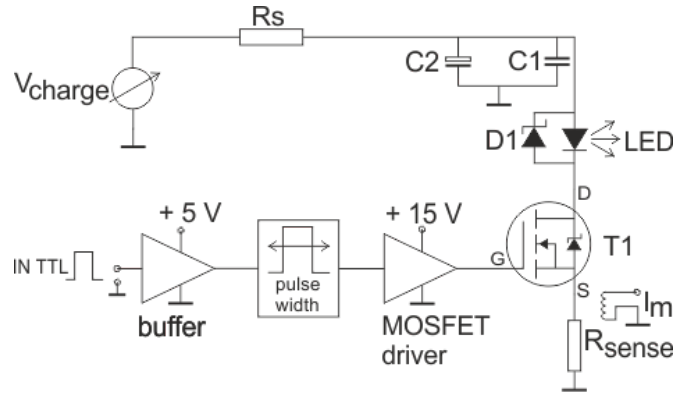 Rs
C2
C1
Vcharge
D1
LED
D
+ 5 V
+ 15 V
T1
G
IN TTL
pulse
width
S
Im
buffer
MOSFET
driver
Rsense